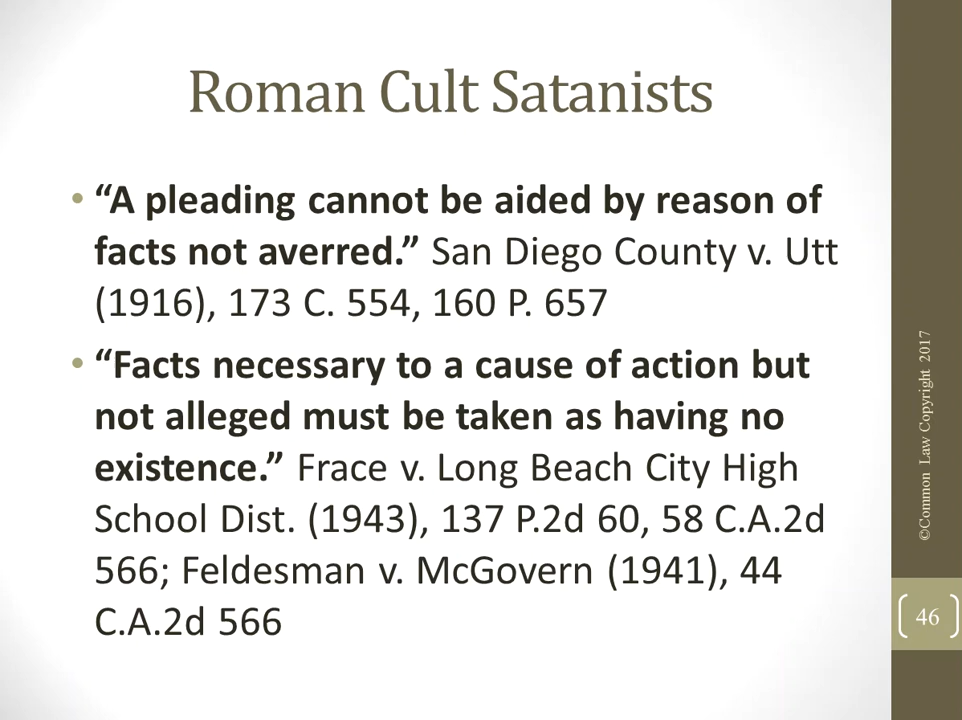 Roman Cult Satanists
• “A pleading cannot be aided by reason of
facts not averred.” San Diego County v. Utt
(1916), 173 C. 554, 160 P. 657
• “Facts necessary to a cause of action but
not alleged must be taken as having no
existence.” Frace v. Long Beach City High
School Dist. (1943), 137 P.2d 60, 58 C.A.2d
566; Feldesman v. McGovern (1941), 44
C.A.2d 566
©Common Law Copyright 2017
46